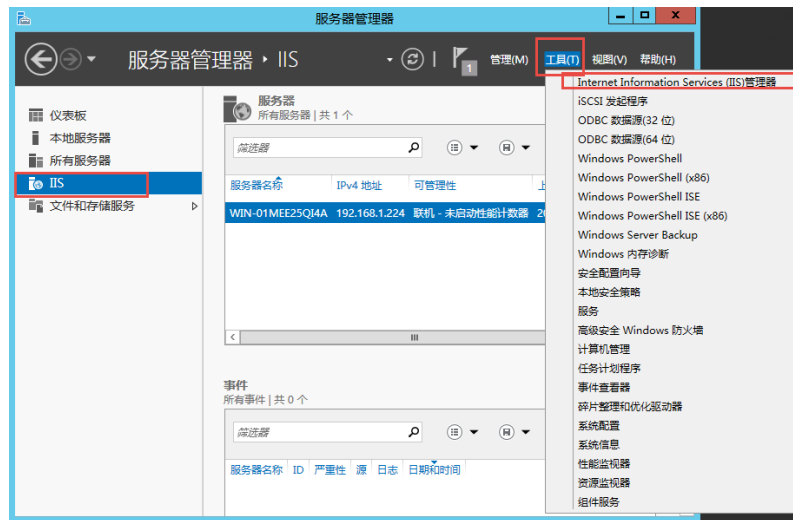 服务器管理器
服务器管理器 ‣ IIS
1
管理(M) 工具(T) 视图(V) 帮助(H)
仪表板
本地服务器
所有服务器
IIS
文件和存储服务
服务器
所有服务器 | 共 1 个
筛选器
服务器名称 IPv4 地址 可管理性 上
WIN-01MEE25QI4A 192.168.1.224 联机 - 未启动性能计数器 20
事件
所有事件 | 共 0 个
筛选器
服务器名称 ID 严重性 源 日志 日期和时间
Internet Information Services (IIS)管理器
iSCSI 发起程序
ODBC 数据源(32 位)
ODBC 数据源(64 位)
Windows PowerShell
Windows PowerShell (x86)
Windows PowerShell ISE
Windows PowerShell ISE (x86)
Windows Server Backup
Windows 内存诊断
安全配置向导
本地安全策略
服务
高级安全 Windows 防火墙
计算机管理
任务计划程序
事件查看器
碎片整理和优化驱动器
系统配置
系统信息
性能监视器
资源监视器
组件服务